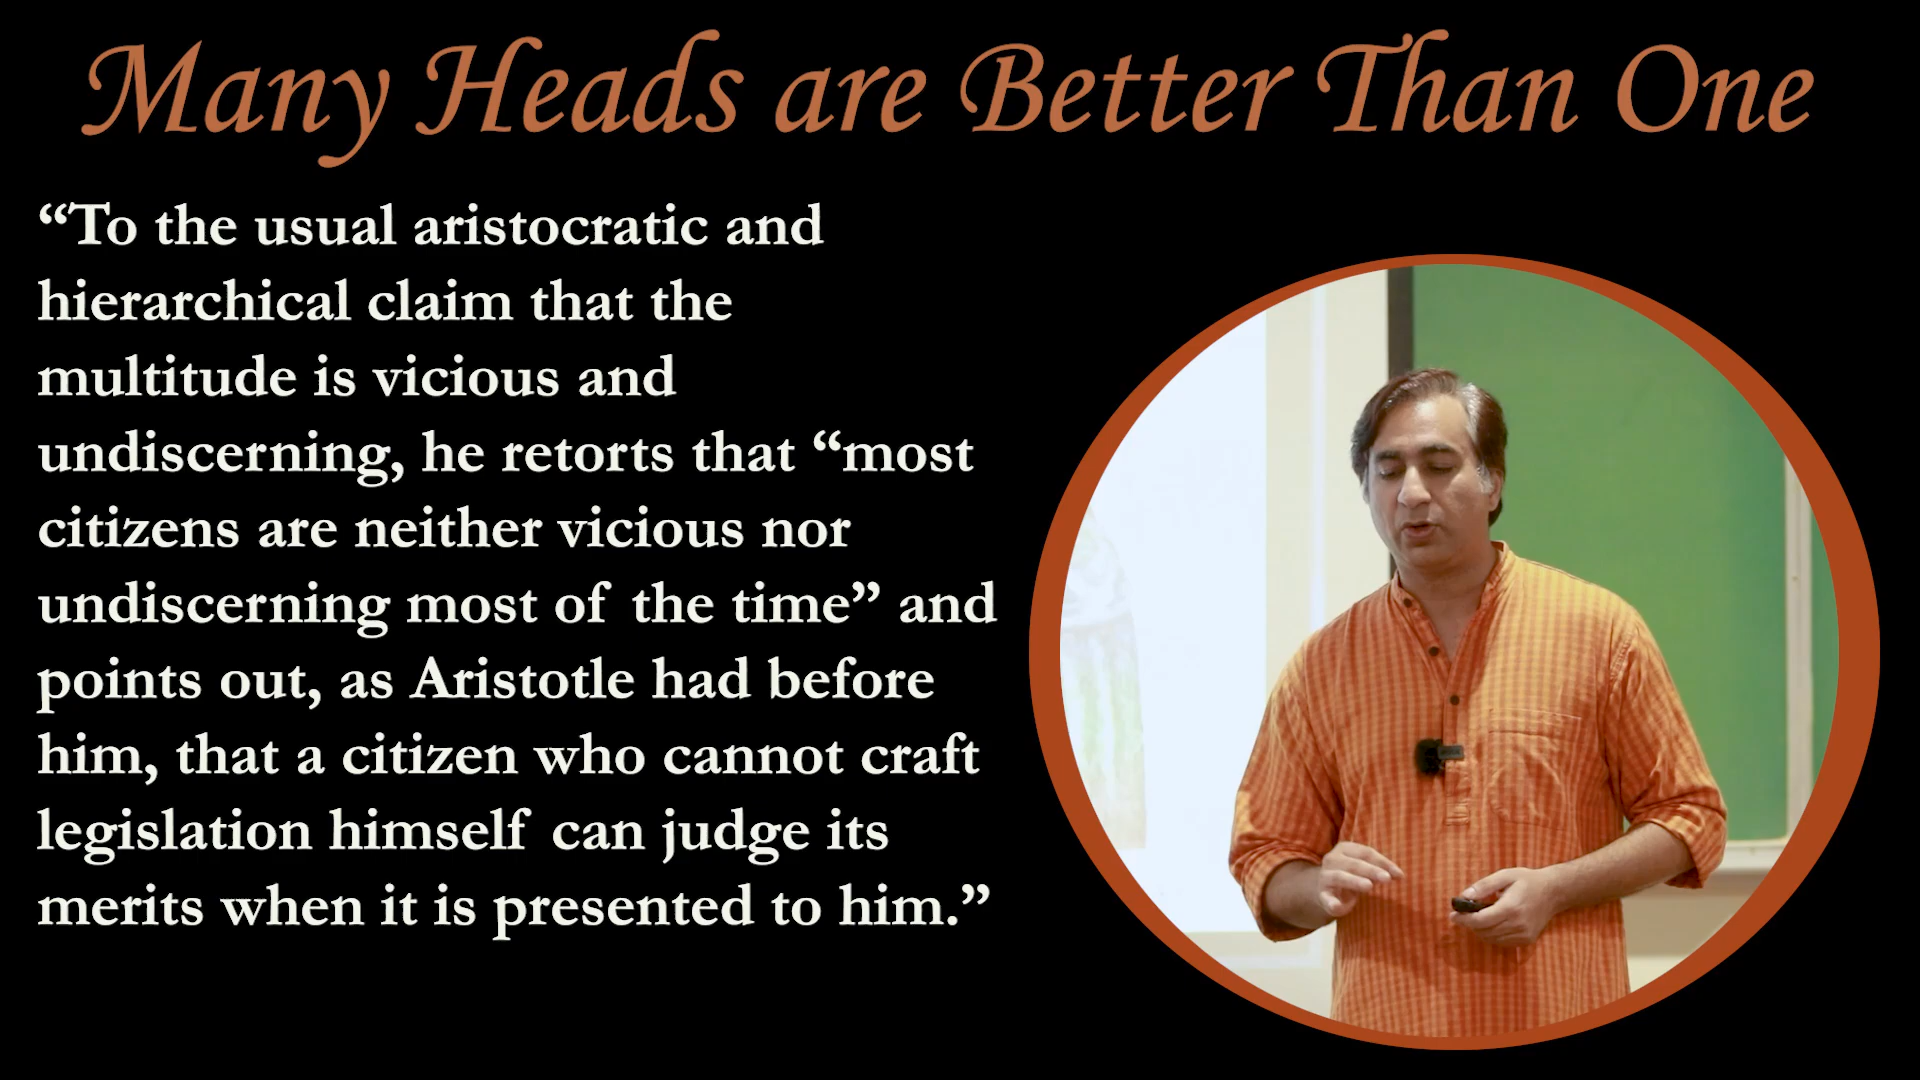 Many Heads are Better Than One
“To the usual aristocratic and
hierarchical claim that the
multitude is vicious and
undiscerning, he retorts that “most
citizens are neither vicious nor
undiscerning most of the time” and
points out, as Aristotle had before
him, that a citizen who cannot craft
legislation himself can judge its
merits when it is presented to him.”